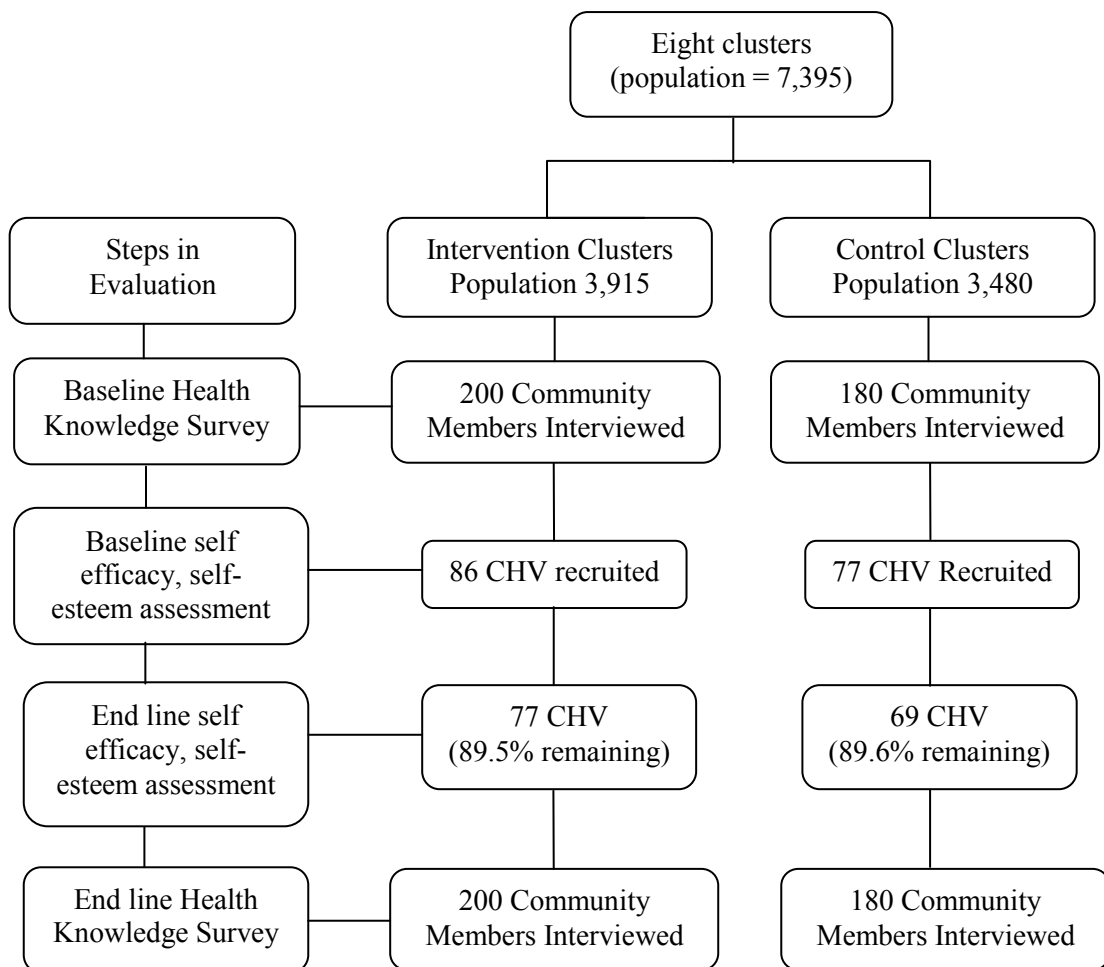 Eight clusters
(population = 7,395)
Steps in
Evaluation
Intervention Clusters
Population 3,915
Control Clusters
Population 3,480
Baseline Health
Knowledge Survey
200 Community
Members Interviewed
180 Community
Members Interviewed
Baseline self
efficacy, self-
esteem assessment
86 CHV recruited
77 CHV Recruited
End line self
efficacy, self-
esteem assessment
77 CHV
(89.5% remaining)
69 CHV
(89.6% remaining)
End line Health
Knowledge Survey
200 Community
Members Interviewed
180 Community
Members Interviewed